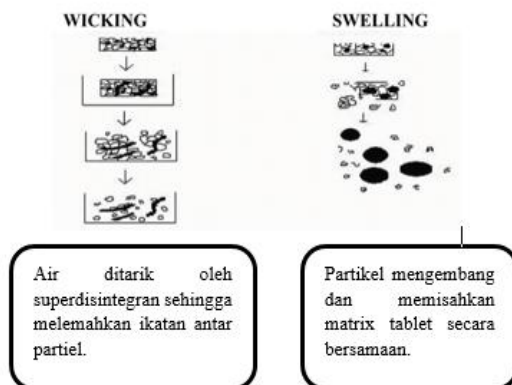 WICKING
SWELLING
Air ditarik oleh
superdisintegran sehingga
melemahkan ikatan antar
partiel.
Partikel mengembang
dan memisahkan
matrix tablet secara
bersamaan.